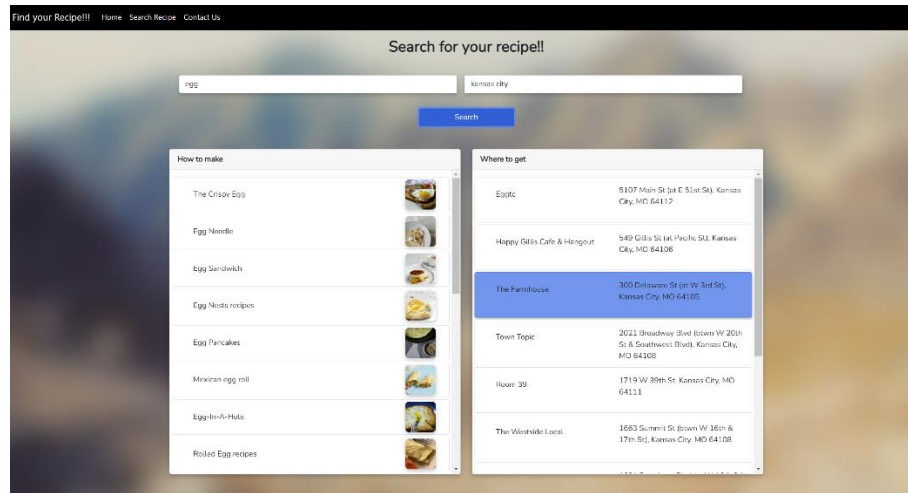 Find your Recipe!!! Home Search Recipe Contact Us
Search for your recipe!!
egg
kansas city
Search
How to make
The Crispy Egg
Egg Noodle
Egg Sandwich
Egg Nests recipes
Egg Pancakes
Mexican egg roll
Egg-In-A-Hole
Rolled Egg recipes
Where to get
Eggtc
5107 Main St (at E 51st St), Kansas
City, MO 64112
Happy Gillis Cafe & Hangout
549 Gillis St (at Pacific St), Kansas
City, MO 64106
The Farmhouse
300 Delaware St (at W 3rd St),
Kansas City, MO 64105
Town Topic
2021 Broadway Blvd (btwn W 20th
St & Southwest Blvd), Kansas City,
MO 64108
Room 39
1719 W 39th St, Kansas City, MO
64111
The Westside Local
1663 Summit St (btwn W 16th &
17th St), Kansas City, MO 64108